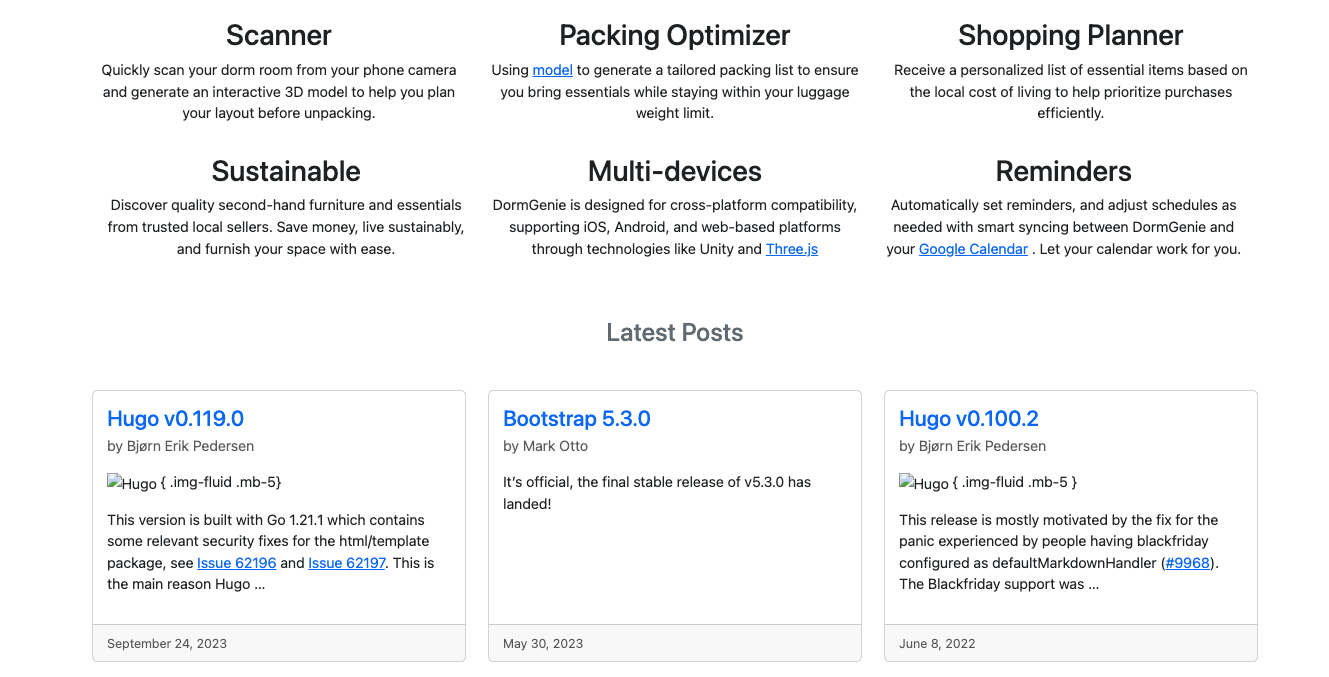 Scanner
Quickly scan your dorm room from your phone camera
and generate an interactive 3D model to help you plan
your layout before unpacking.
Packing Optimizer
Using model to generate a tailored packing list to ensure
you bring essentials while staying within your luggage
weight limit.
Shopping Planner
Receive a personalized list of essential items based on
the local cost of living to help prioritize purchases
efficiently.
Sustainable
Discover quality second-hand furniture and essentials
from trusted local sellers. Save money, live sustainably,
and furnish your space with ease.
Multi-devices
DormGenie is designed for cross-platform compatibility,
supporting iOS, Android, and web-based platforms
through technologies like Unity and Three.js
Reminders
Automatically set reminders, and adjust schedules as
needed with smart syncing between DormGenie and
your Google Calendar . Let your calendar work for you.
Latest Posts
Hugo v0.119.0
by Bjørn Erik Pedersen
Hugo { .img-fluid .mb-5}
This version is built with Go 1.21.1 which contains
some relevant security fixes for the html/template
package, see Issue 62196 and Issue 62197. This is
the main reason Hugo ...
September 24, 2023
Bootstrap 5.3.0
by Mark Otto
It’s official, the final stable release of v5.3.0 has
landed!
May 30, 2023
Hugo v0.100.2
by Bjørn Erik Pedersen
Hugo { .img-fluid .mb-5 }
This release is mostly motivated by the fix for the
panic experienced by people having blackfriday
configured as defaultMarkdownHandler (#9968).
The Blackfriday support was ...
June 8, 2022